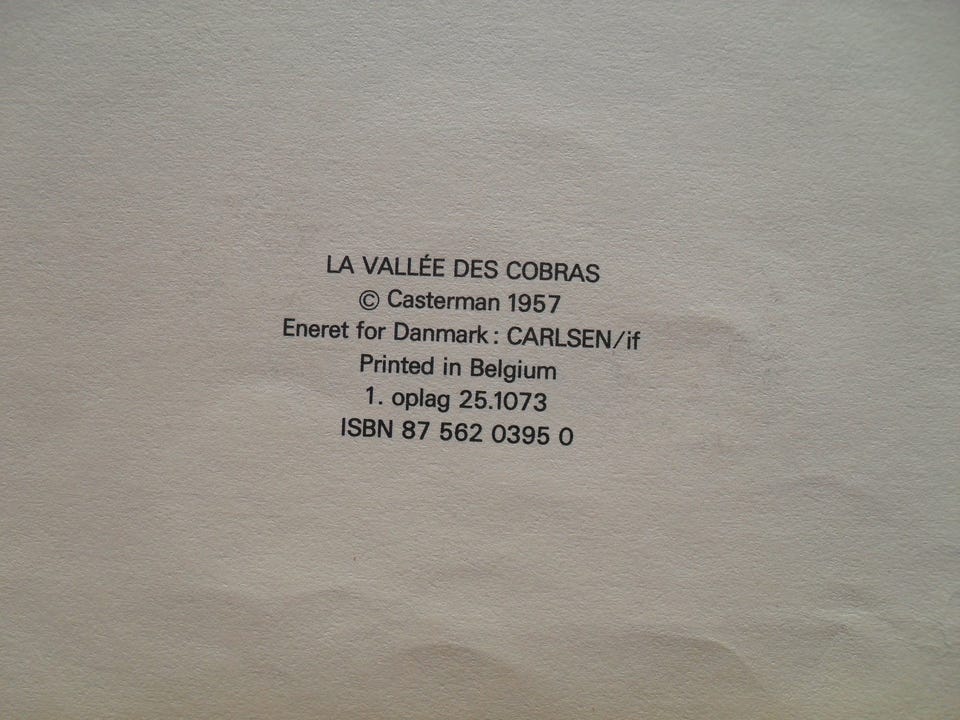 LA VALLÉE DES COBRAS
© Casterman 1957
Eneret for Danmark: CARLSEN/if
Printed in Belgium
1. oplag 25.1073
ISBN 87 562 0395 0